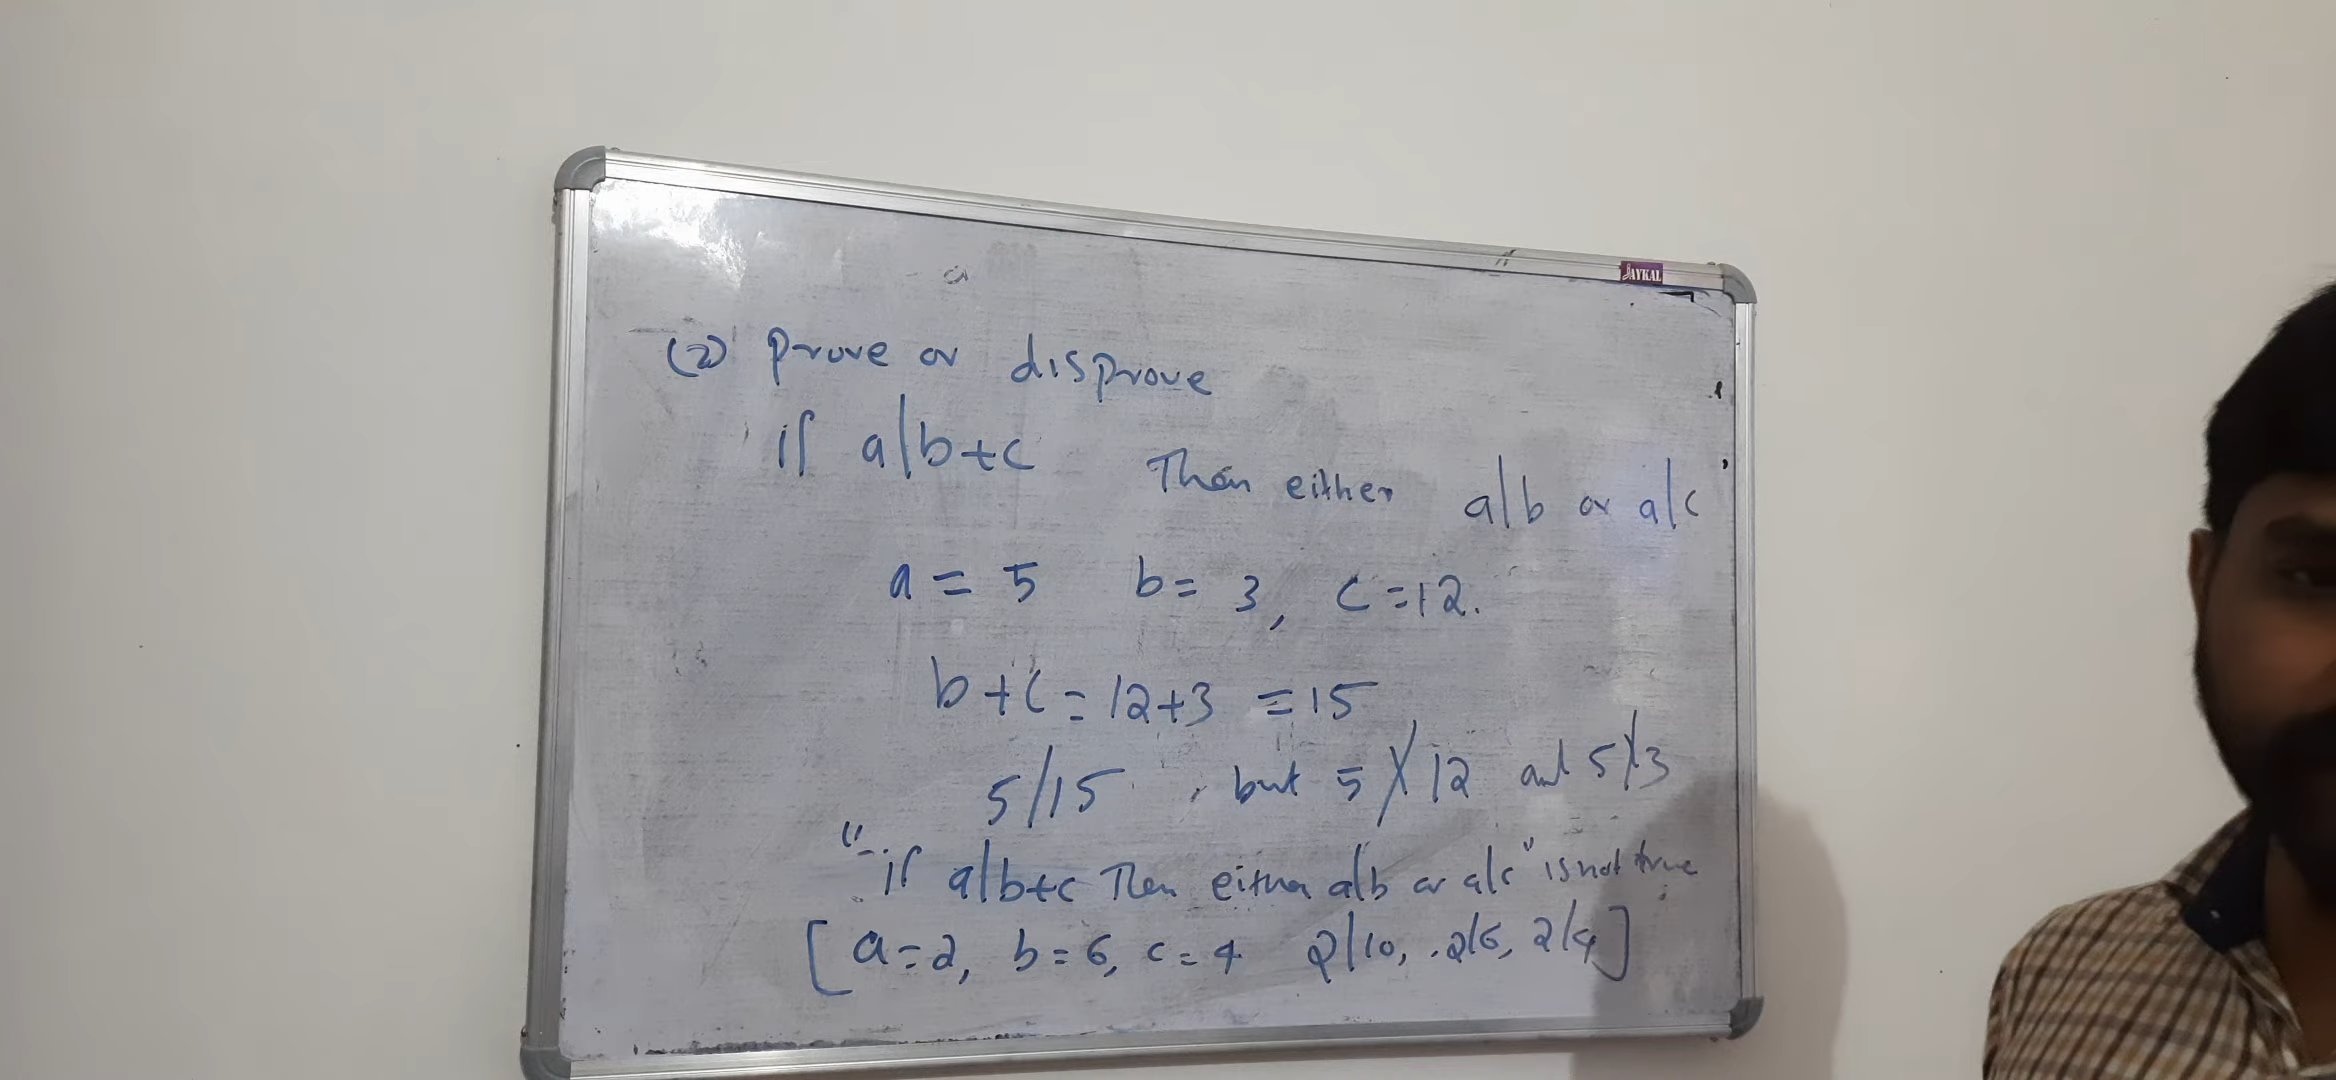 JAYKAL
a
(2) Prove or disprove
if a|b+c Then either a|b or a|c
a = 5 b = 3, c = 12.
b+c = 12+3 = 15
5/15, but 5∤12 and 5∤3
"if a|b+c Then either a|b or a|c" is not true
[a=2, b=6, c=4 2|10, 2|6, 2|4]